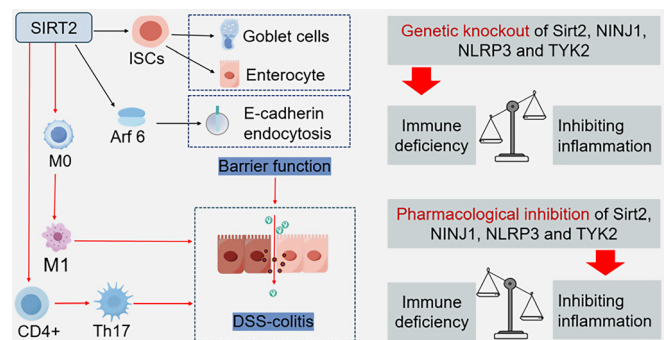 SIRT2
ISCs
Goblet cells
Enterocyte
Arf 6
E-cadherin
endocytosis
M0
Barrier function
M1
CD4+
Th17
DSS-colitis
Genetic knockout of Sirt2, NINJ1,
NLRP3 and TYK2
Immune
deficiency
Inhibiting
inflammation
Pharmacological inhibition of Sirt2,
NINJ1, NLRP3 and TYK2
Immune
deficiency
Inhibiting
inflammation